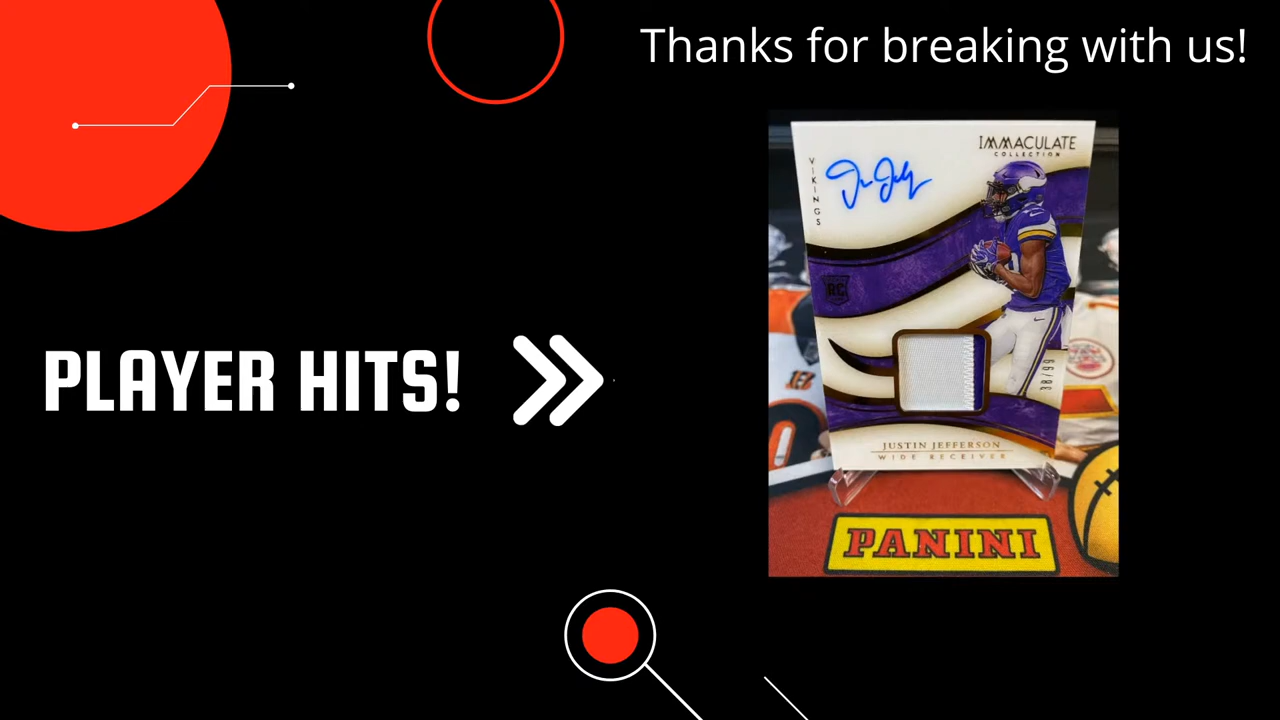 Thanks for breaking with us!
PLAYER HITS!
IMMACULATE
COLLECTION
VIKINGS
RC
38/99
JUSTIN JEFFERSON
WIDE RECEIVER
PANINI